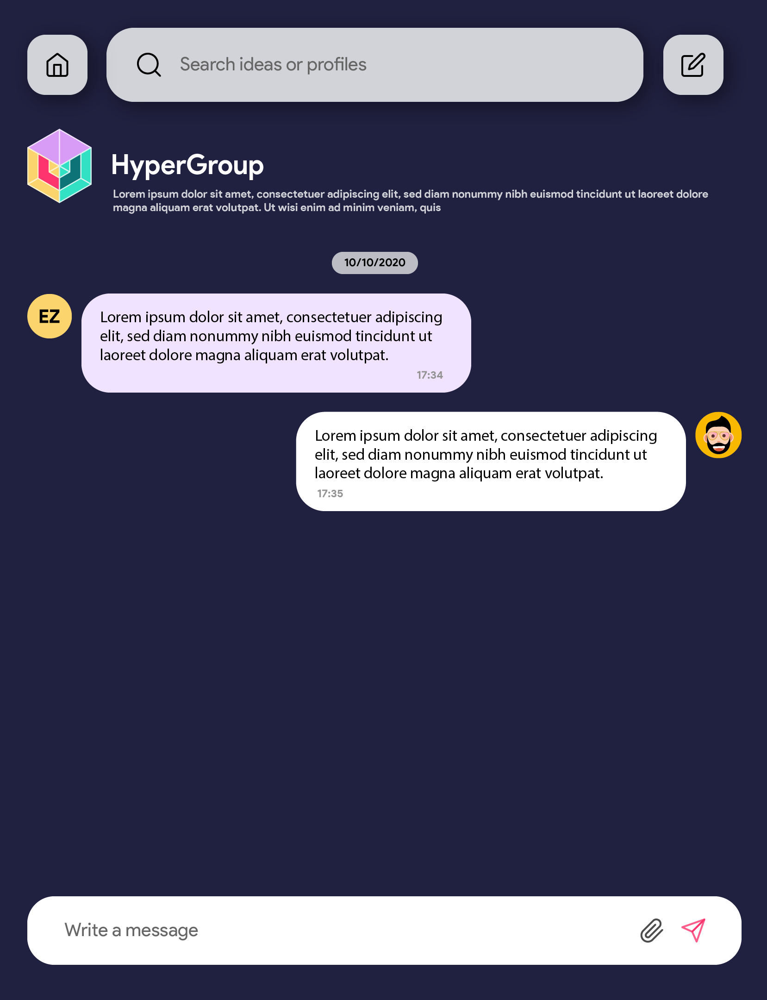 Search ideas or profiles
HyperGroup
Lorem ipsum dolor sit amet, consectetuer adipiscing elit, sed diam nonummy nibh euismod tincidunt ut laoreet dolore
magna aliquam erat volutpat. Ut wisi enim ad minim veniam, quis
10/10/2020
EZ
Lorem ipsum dolor sit amet, consectetuer adipiscing
elit, sed diam nonummy nibh euismod tincidunt ut
laoreet dolore magna aliquam erat volutpat.
17:34
Lorem ipsum dolor sit amet, consectetuer adipiscing
elit, sed diam nonummy nibh euismod tincidunt ut
laoreet dolore magna aliquam erat volutpat.
17:35
Write a message